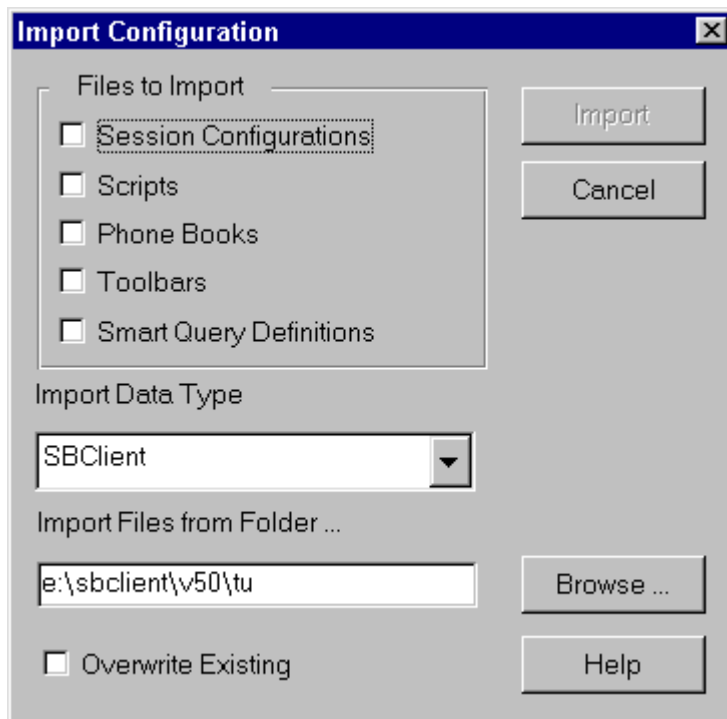 Import Configuration
Files to Import
Session Configurations
Scripts
Phone Books
Toolbars
Smart Query Definitions
Import
Cancel
Import Data Type
SBClient
Import Files from Folder ...
e:\sbclient\v50\tu
Browse ...
Overwrite Existing
Help